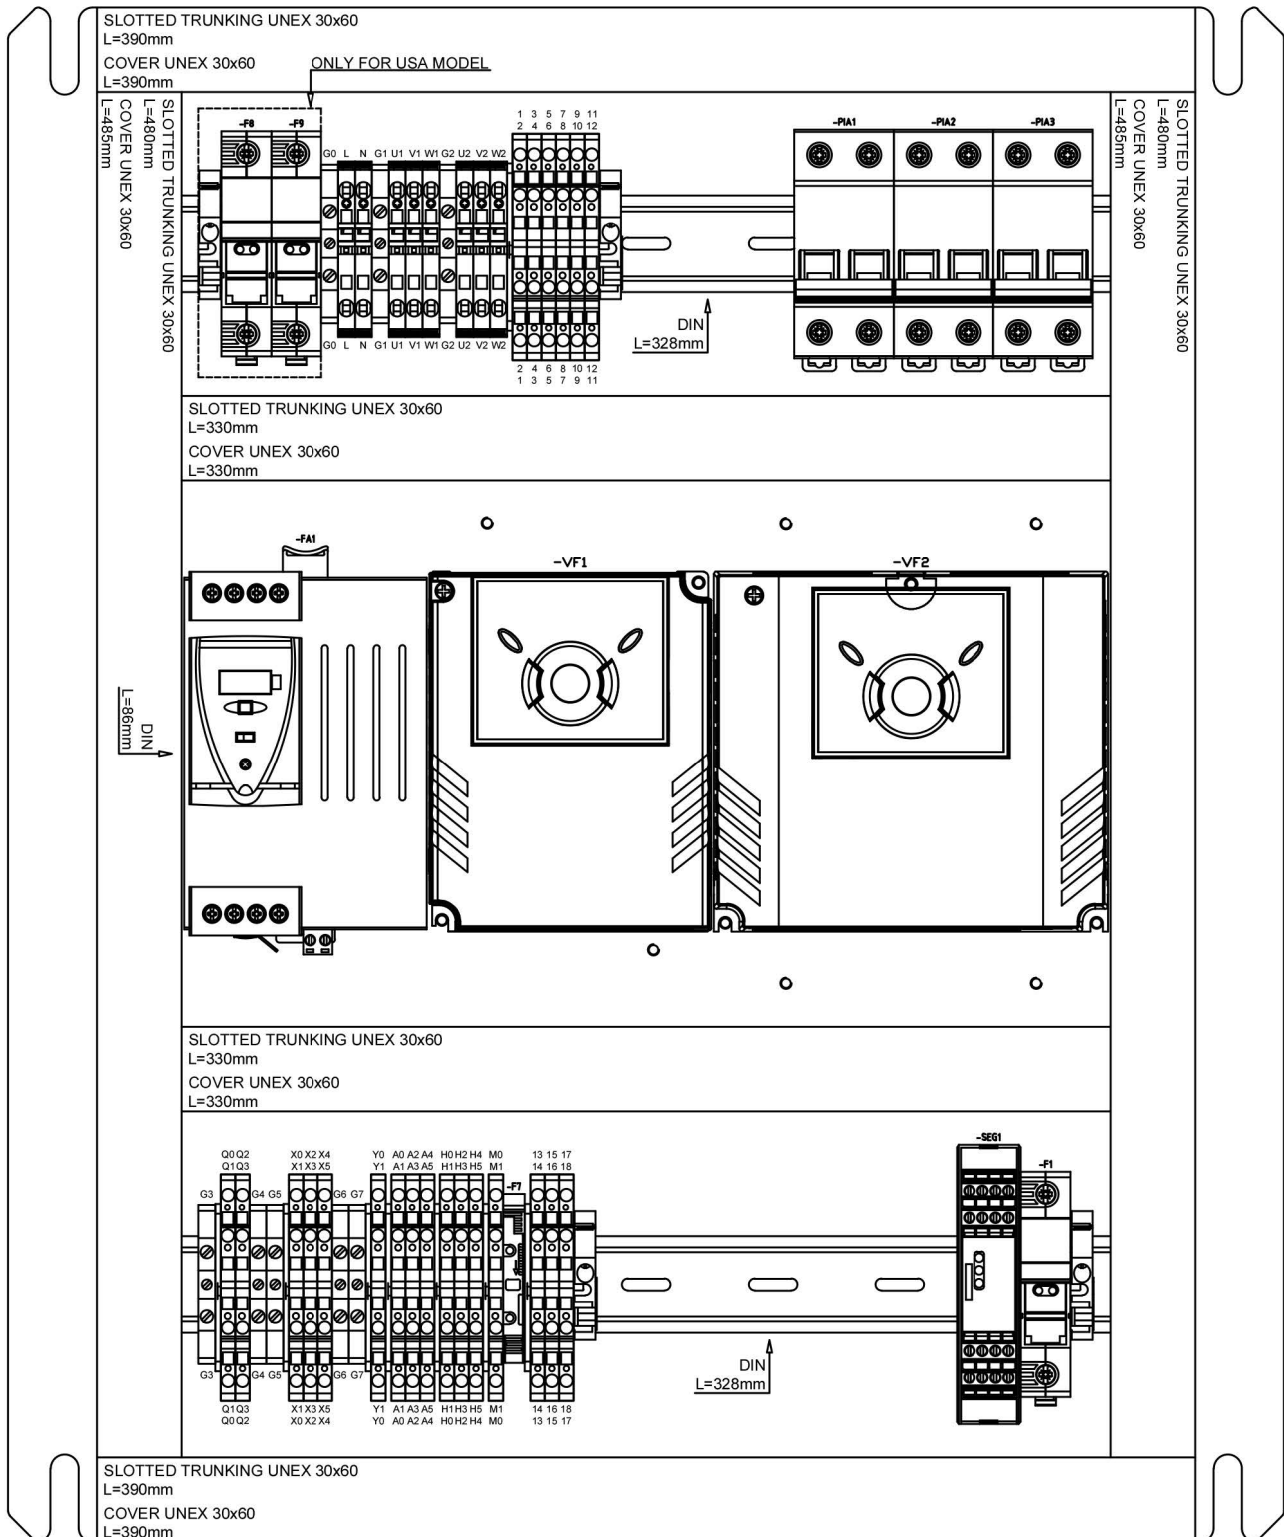 SLOTTED TRUNKING UNEX 30x60
L=390mm
COVER UNEX 30x60
L=390mm
ONLY FOR USA MODEL
SLOTTED TRUNKING UNEX 30x60
L=480mm
COVER UNEX 30x60
L=485mm
-F8 -F9
G0 L N G1 U1 V1 W1 G2 U2 V2 W2
1 3 5 7 9 11
2 4 6 8 10 12
-PIA1 -PIA2 -PIA3
SLOTTED TRUNKING UNEX 30x60
L=480mm
COVER UNEX 30x60
L=485mm
DIN
L=328mm
G0 L N G1 U1 V1 W1 G2 U2 V2 W2
2 4 6 8 10 12
1 3 5 7 9 11
SLOTTED TRUNKING UNEX 30x60
L=330mm
COVER UNEX 30x60
L=330mm
-FA1
-VF1
-VF2
DIN
L=86mm
SLOTTED TRUNKING UNEX 30x60
L=330mm
COVER UNEX 30x60
L=330mm
Q0 Q2 X0 X2 X4 Y0 A0 A2 A4 H0 H2 H4 M0 13 15 17
Q1 Q3 X1 X3 X5 Y1 A1 A3 A5 H1 H3 H5 M1 14 16 18
-SEG1
-F1
-F7
G3 G4 G5 G6 G7
DIN
L=328mm
G3 G4 G5 G6 G7
Q1 Q3 X1 X3 X5 Y1 A1 A3 A5 H1 H3 H5 M1 14 16 18
Q0 Q2 X0 X2 X4 Y0 A0 A2 A4 H0 H2 H4 M0 13 15 17
SLOTTED TRUNKING UNEX 30x60
L=390mm
COVER UNEX 30x60
L=390mm